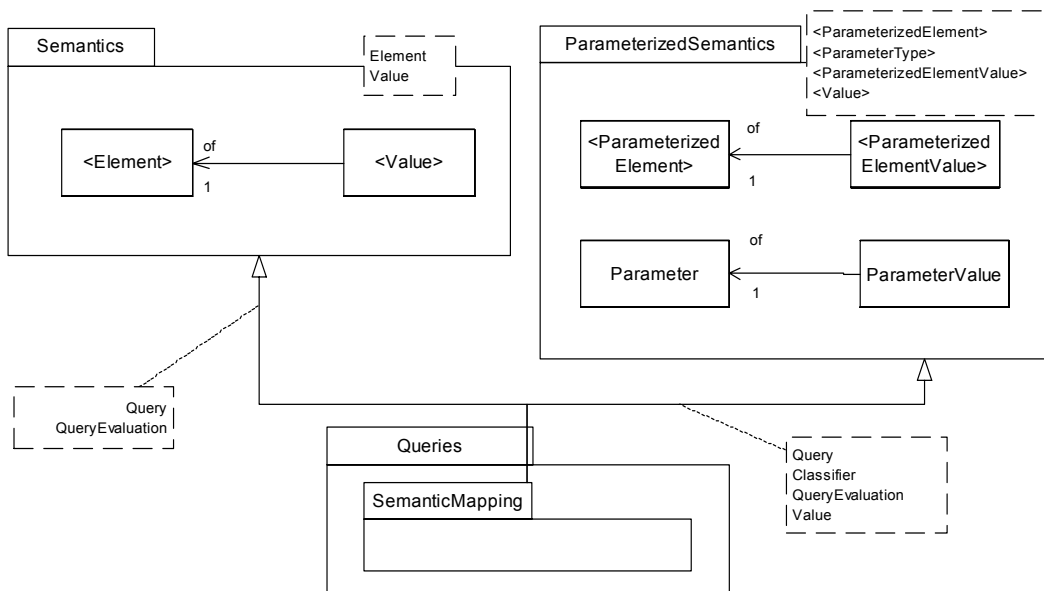 Semantics
Element
Value
<Element>
of
1
<Value>
ParameterizedSemantics
<ParameterizedElement>
<ParameterType>
<ParameterizedElementValue>
<Value>
<Parameterized
Element>
of
1
<Parameterized
ElementValue>
Parameter
of
1
ParameterValue
Query
QueryEvaluation
Queries
SemanticMapping
Query
Classifier
QueryEvaluation
Value